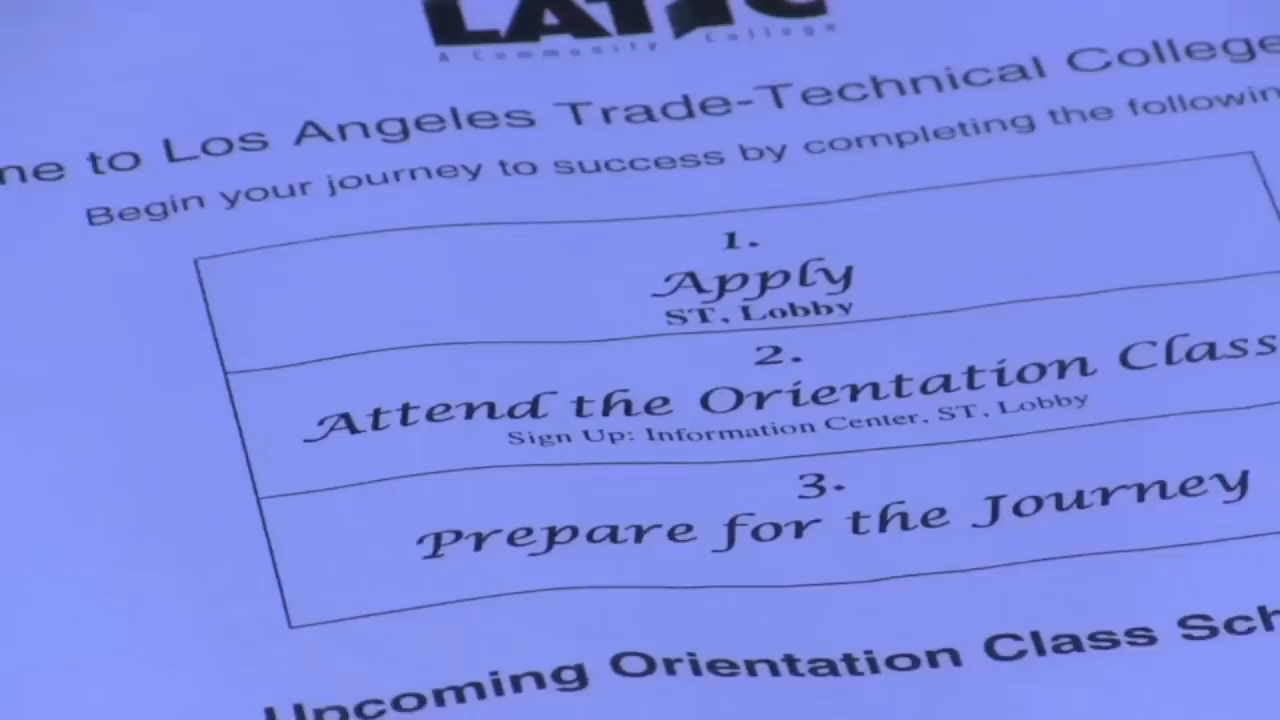 LATTC
A Community College
ne to Los Angeles Trade-Technical College
Begin your journey to success by completing the followin
1.
Apply
ST, Lobby
2.
Attend the Orientation Class
Sign Up: Information Center, ST, Lobby
3.
Prepare for the Journey
Upcoming Orientation Class Sch